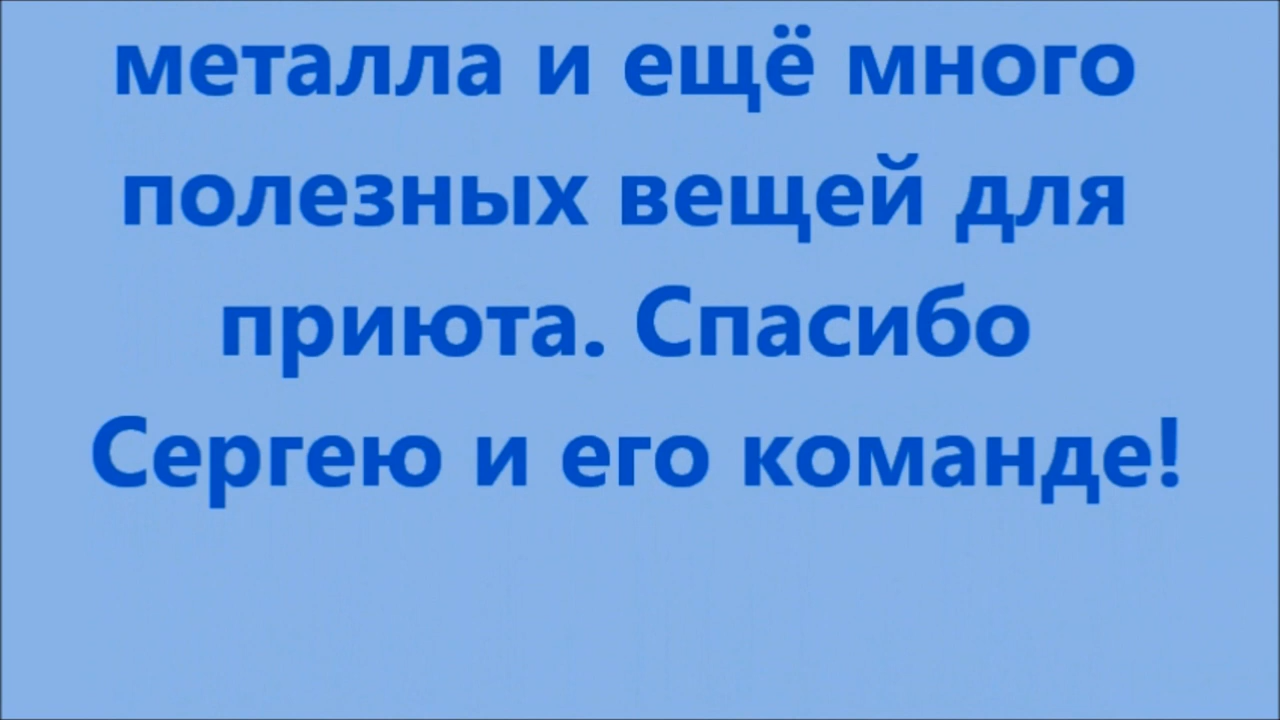 металла и ещё много
полезных вещей для
приюта. Спасибо
Сергею и его команде!